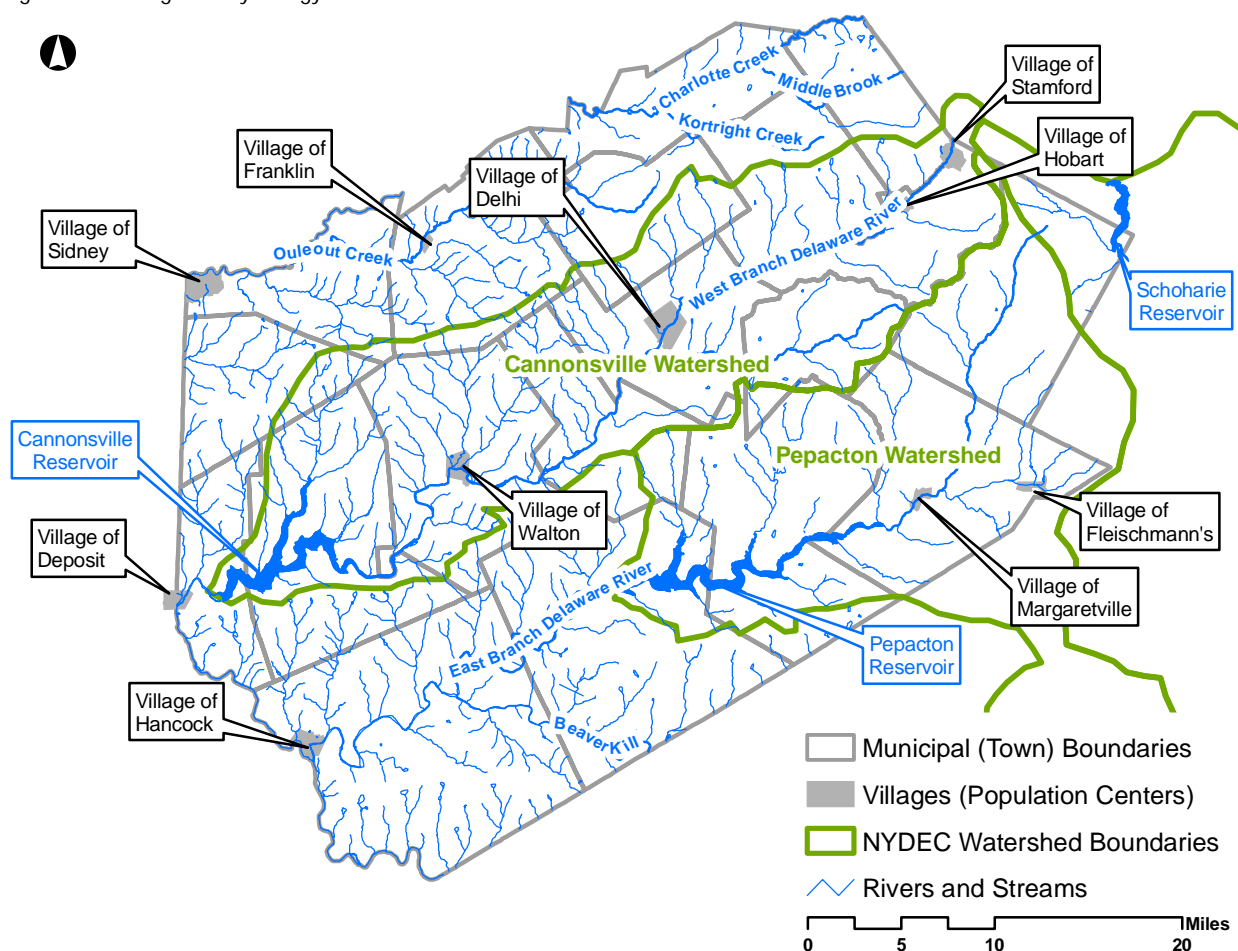 Charlotte Creek
Middle Brook
Kortright Creek
Village of
Stamford
Village of
Hobart
Village of
Franklin
Village of
Delhi
Village of
Sidney
Ouleout Creek
West Branch Delaware River
Schoharie
Reservoir
Cannonsville Watershed
Cannonsville
Reservoir
Pepacton Watershed
Village of
Walton
Village of
Fleischmann's
Village of
Deposit
Village of
Margaretville
East Branch Delaware River
Pepacton
Reservoir
Village of
Hancock
BeaverKill
Municipal (Town) Boundaries
Villages (Population Centers)
NYDEC Watershed Boundaries
Rivers and Streams
Miles
0 5 10 20